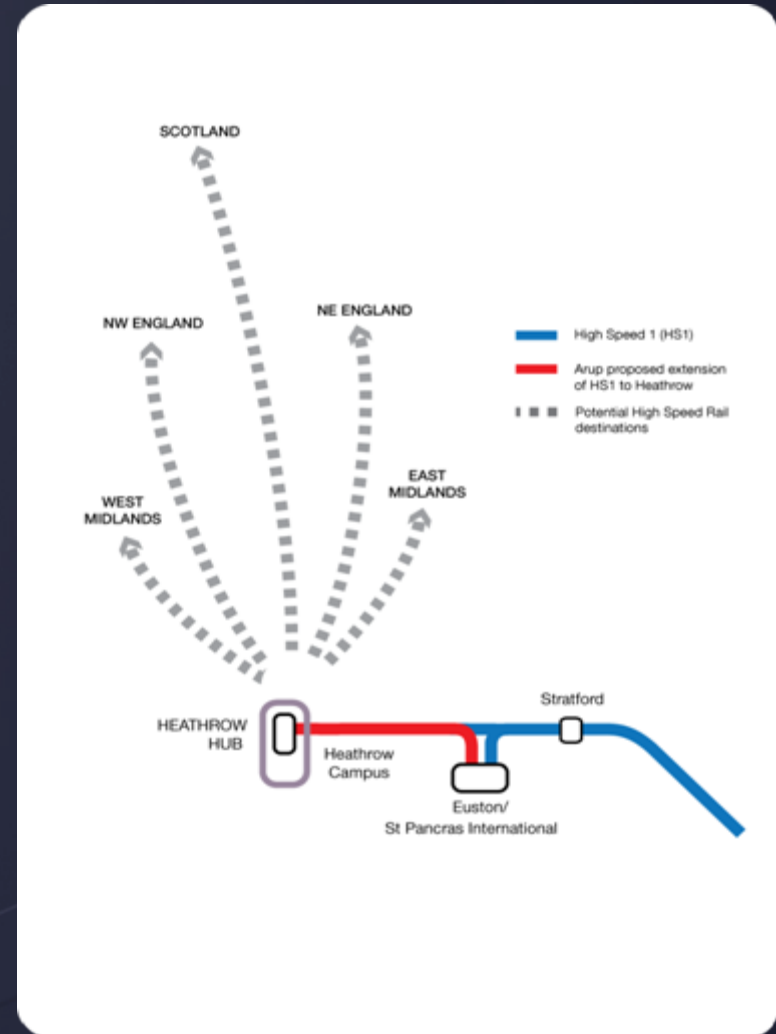 SCOTLAND
NW ENGLAND
NE ENGLAND
High Speed 1 (HS1)
Arup proposed extension
of HS1 to Heathrow
Potential High Speed Rail
destinations
WEST
MIDLANDS
EAST
MIDLANDS
HEATHROW
HUB
Heathrow
Campus
Stratford
Euston/
St Pancras International